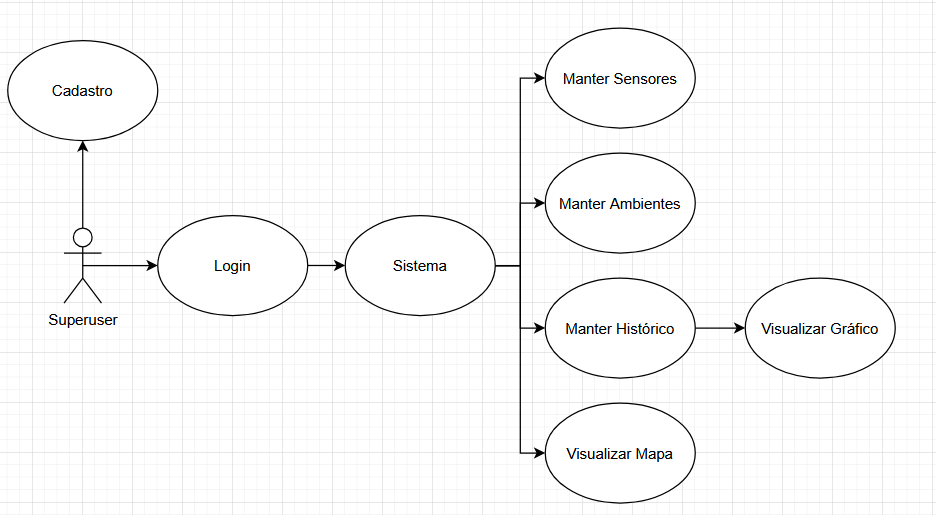 Cadastro
Superuser
Login
Sistema
Manter Sensores
Manter Ambientes
Manter Histórico
Visualizar Gráfico
Visualizar Mapa